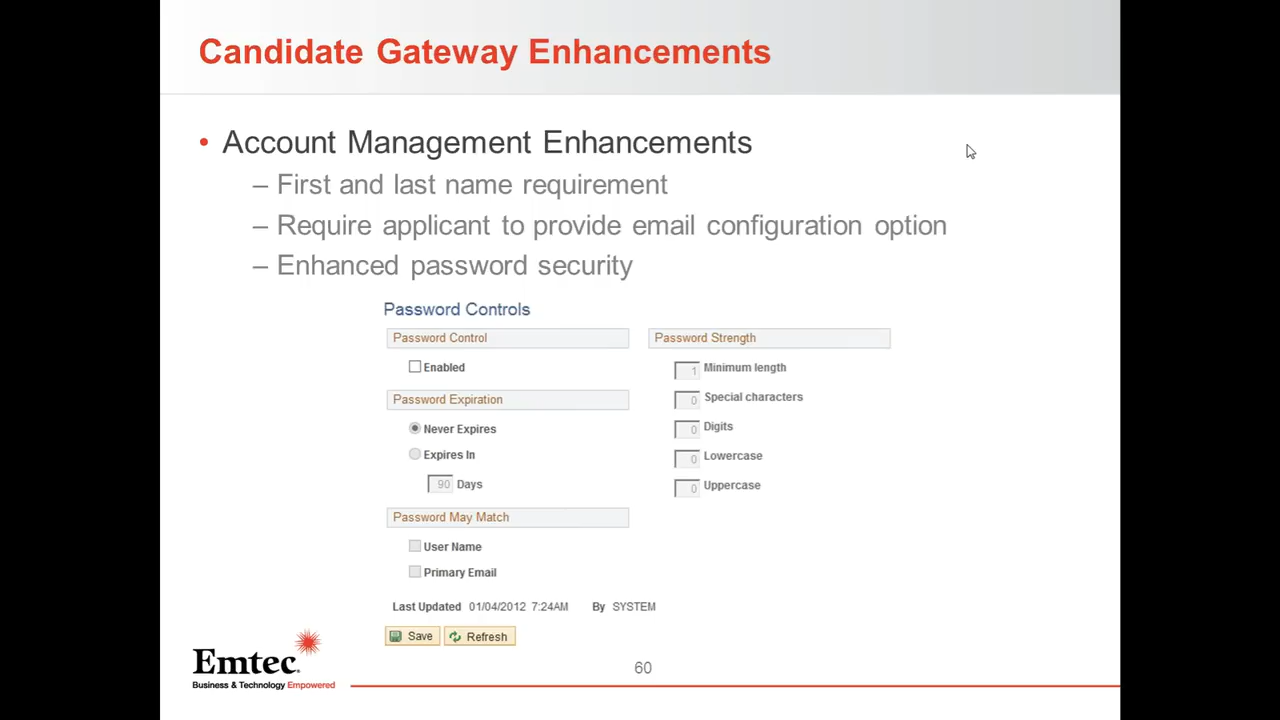 Candidate Gateway Enhancements
• Account Management Enhancements
– First and last name requirement
– Require applicant to provide email configuration option
– Enhanced password security
Password Controls
Password Control
Enabled
Password Expiration
Never Expires
Expires In
90 Days
Password May Match
User Name
Primary Email
Password Strength
1 Minimum length
0 Special characters
0 Digits
0 Lowercase
0 Uppercase
Last Updated 01/04/2012 7:24AM By SYSTEM
Save Refresh
Emtec.
Business & Technology Empowered
60